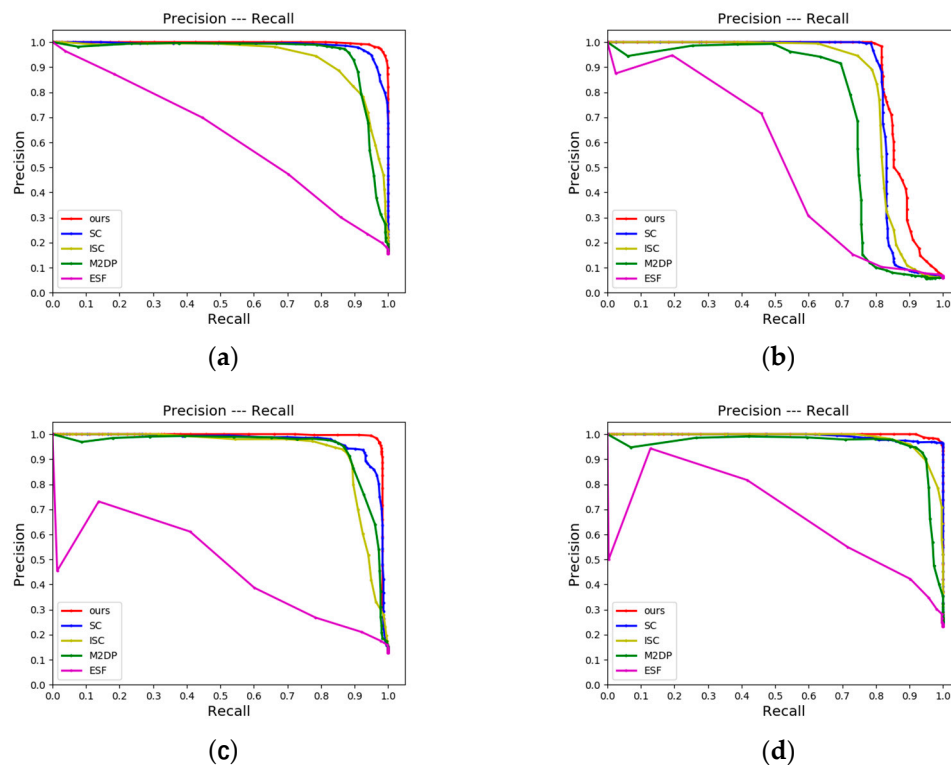 Precision --- Recall
Precision
1.0
0.9
0.8
0.7
0.6
0.5
0.4
0.3
0.2
0.1
0.0
ours
SC
ISC
M2DP
ESF
0.0 0.1 0.2 0.3 0.4 0.5 0.6 0.7 0.8 0.9 1.0
Recall
(a)
Precision --- Recall
Precision
1.0
0.9
0.8
0.7
0.6
0.5
0.4
0.3
0.2
0.1
0.0
ours
SC
ISC
M2DP
ESF
0.0 0.1 0.2 0.3 0.4 0.5 0.6 0.7 0.8 0.9 1.0
Recall
(b)
Precision --- Recall
Precision
1.0
0.9
0.8
0.7
0.6
0.5
0.4
0.3
0.2
0.1
0.0
ours
SC
ISC
M2DP
ESF
0.0 0.1 0.2 0.3 0.4 0.5 0.6 0.7 0.8 0.9 1.0
Recall
(c)
Precision --- Recall
Precision
1.0
0.9
0.8
0.7
0.6
0.5
0.4
0.3
0.2
0.1
0.0
ours
SC
ISC
M2DP
ESF
0.0 0.1 0.2 0.3 0.4 0.5 0.6 0.7 0.8 0.9 1.0
Recall
(d)